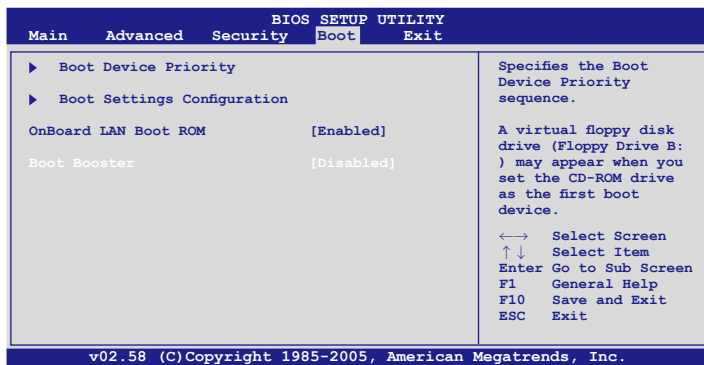 BIOS SETUP UTILITY
Main Advanced Security Boot Exit
Boot Device Priority
Boot Settings Configuration
OnBoard LAN Boot ROM [Enabled]
Boot Booster [Disabled]
Specifies the Boot
Device Priority
sequence.
A virtual floppy disk
drive (Floppy Drive B:
) may appear when you
set the CD-ROM drive
as the first boot
device.
←→ Select Screen
↑↓ Select Item
Enter Go to Sub Screen
F1 General Help
F10 Save and Exit
ESC Exit
v02.58 (C)Copyright 1985-2005, American Megatrends, Inc.